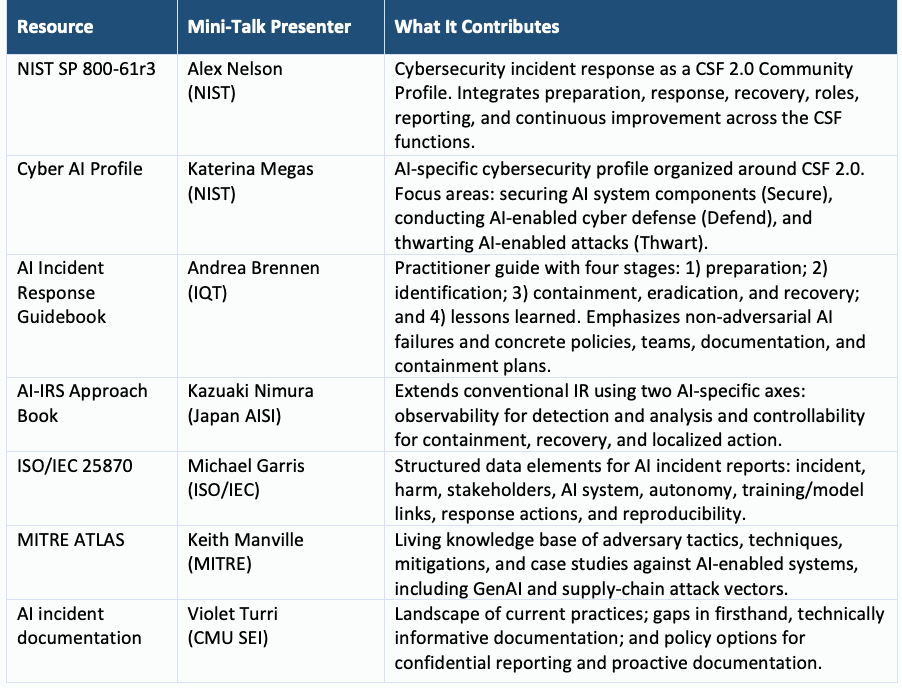 Resource Mini-Talk Presenter What It Contributes
NIST SP 800-61r3
Alex Nelson
(NIST)
Cybersecurity incident response as a CSF 2.0 Community
Profile. Integrates preparation, response, recovery, roles,
reporting, and continuous improvement across the CSF
functions.
Cyber AI Profile
Katerina Megas
(NIST)
AI-specific cybersecurity profile organized around CSF 2.0.
Focus areas: securing AI system components (Secure),
conducting AI-enabled cyber defense (Defend), and
thwarting AI-enabled attacks (Thwart).
AI Incident
Response
Guidebook
Andrea Brennen
(IQT)
Practitioner guide with four stages: 1) preparation; 2)
identification; 3) containment, eradication, and recovery;
and 4) lessons learned. Emphasizes non-adversarial AI
failures and concrete policies, teams, documentation, and
containment plans.
AI-IRS Approach
Book
Kazuaki Nimura
(Japan AISI)
Extends conventional IR using two AI-specific axes:
observability for detection and analysis and controllability
for containment, recovery, and localized action.
ISO/IEC 25870
Michael Garris
(ISO/IEC)
Structured data elements for AI incident reports: incident,
harm, stakeholders, AI system, autonomy, training/model
links, response actions, and reproducibility.
MITRE ATLAS
Keith Manville
(MITRE)
Living knowledge base of adversary tactics, techniques,
mitigations, and case studies against AI-enabled systems,
including GenAI and supply-chain attack vectors.
AI incident
documentation
Violet Turri
(CMU SEI)
Landscape of current practices; gaps in firsthand, technically
informative documentation; and policy options for
confidential reporting and proactive documentation.